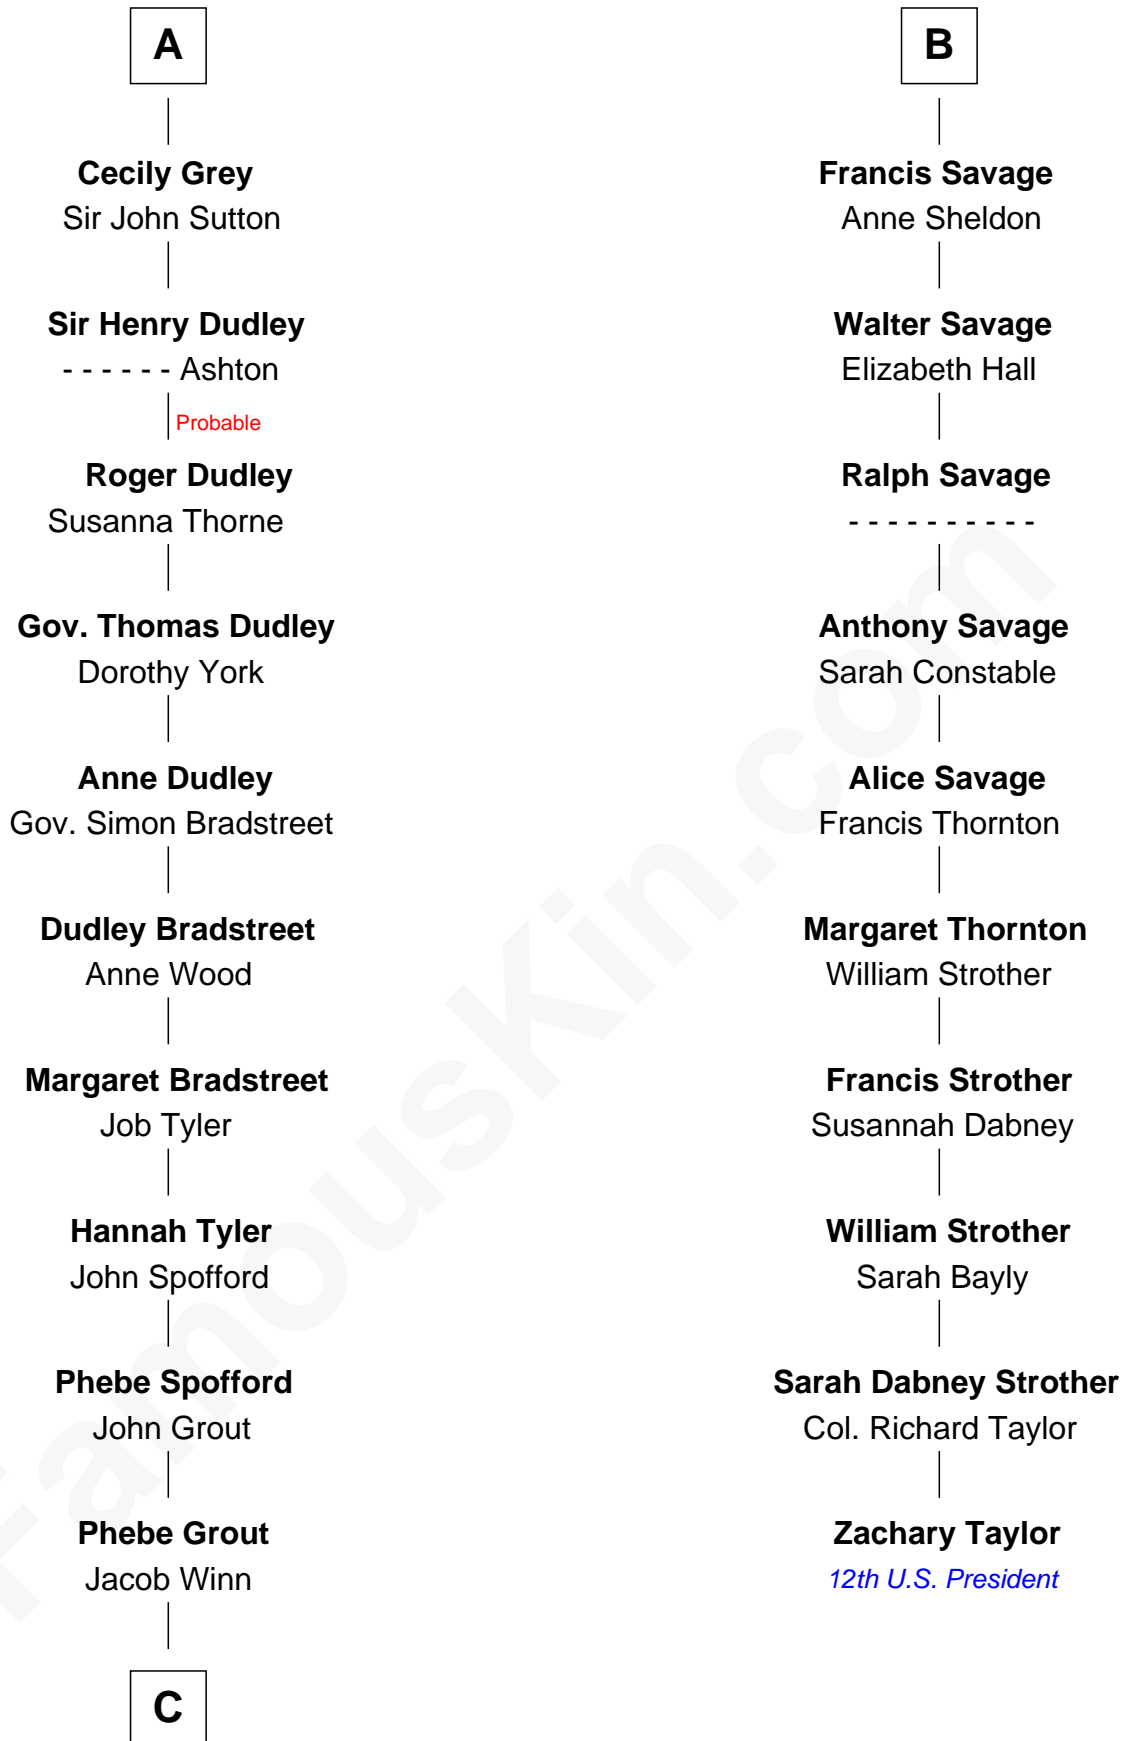 A
Cecily Grey
Sir John Sutton
Sir Henry Dudley
- - - - - - Ashton
Probable
Roger Dudley
Susanna Thorne
Gov. Thomas Dudley
Dorothy York
Anne Dudley
Gov. Simon Bradstreet
Dudley Bradstreet
Anne Wood
Margaret Bradstreet
Job Tyler
Hannah Tyler
John Spofford
Phebe Spofford
John Grout
Phebe Grout
Jacob Winn
C
B
Francis Savage
Anne Sheldon
Walter Savage
Elizabeth Hall
Ralph Savage
- - - - - - - - - -
Anthony Savage
Sarah Constable
Alice Savage
Francis Thornton
Margaret Thornton
William Strother
Francis Strother
Susannah Dabney
William Strother
Sarah Bayly
Sarah Dabney Strother
Col. Richard Taylor
Zachary Taylor
12th U.S. President
FamousKin.com